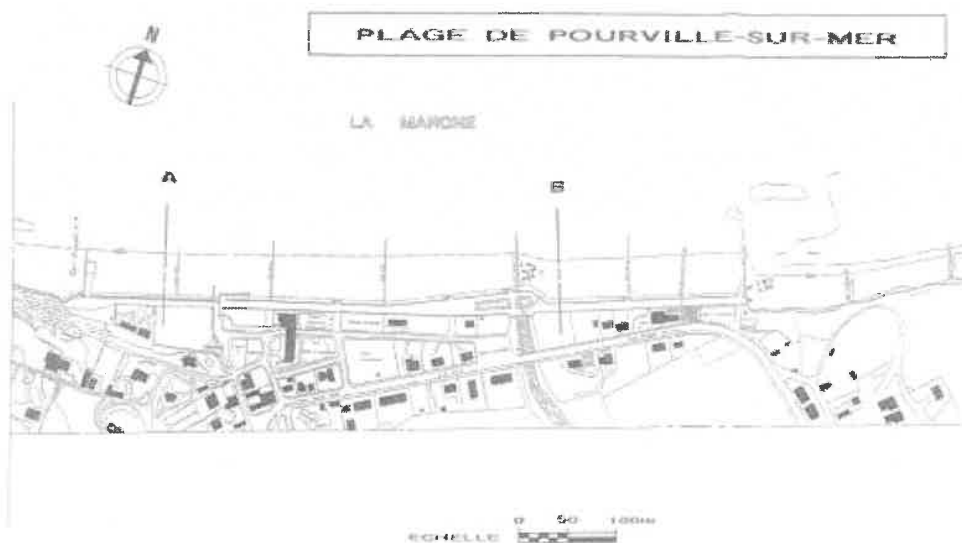 N
PLAGE DE POURVILLE-SUR-MER
LA MANCHE
A
B
0 50 100m
ECHELLE